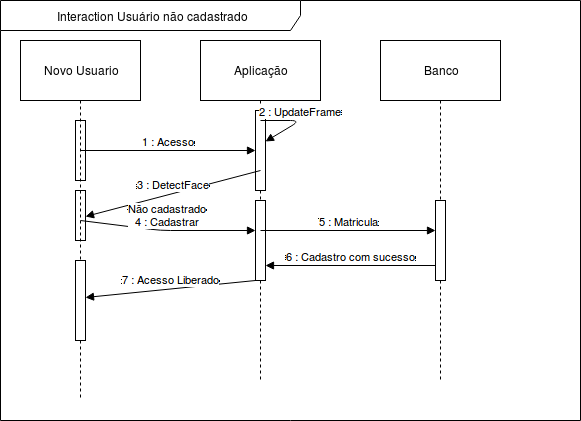 Interaction Usuário não cadastrado
Novo Usuario
Aplicação
Banco
2 : UpdateFrame
1 : Acesso
3 : DetectFace
Não cadastrado
4 : Cadastrar
5 : Matricula
6 : Cadastro com sucesso
7 : Acesso Liberado